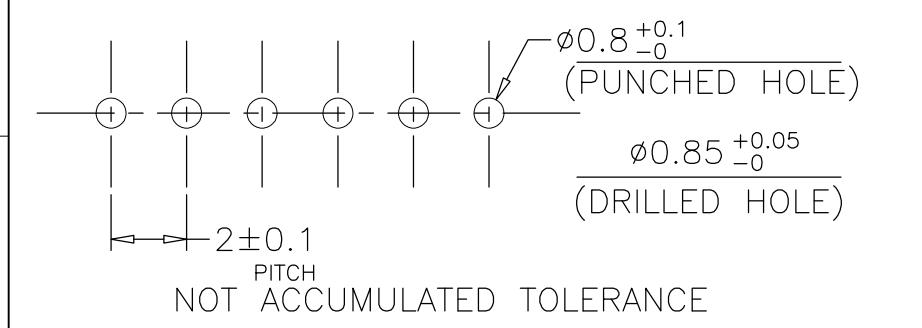 ø0.8 +0.1 -0
(PUNCHED HOLE)
ø0.85 +0.05 -0
(DRILLED HOLE)
2±0.1
PITCH
NOT ACCUMULATED TOLERANCE